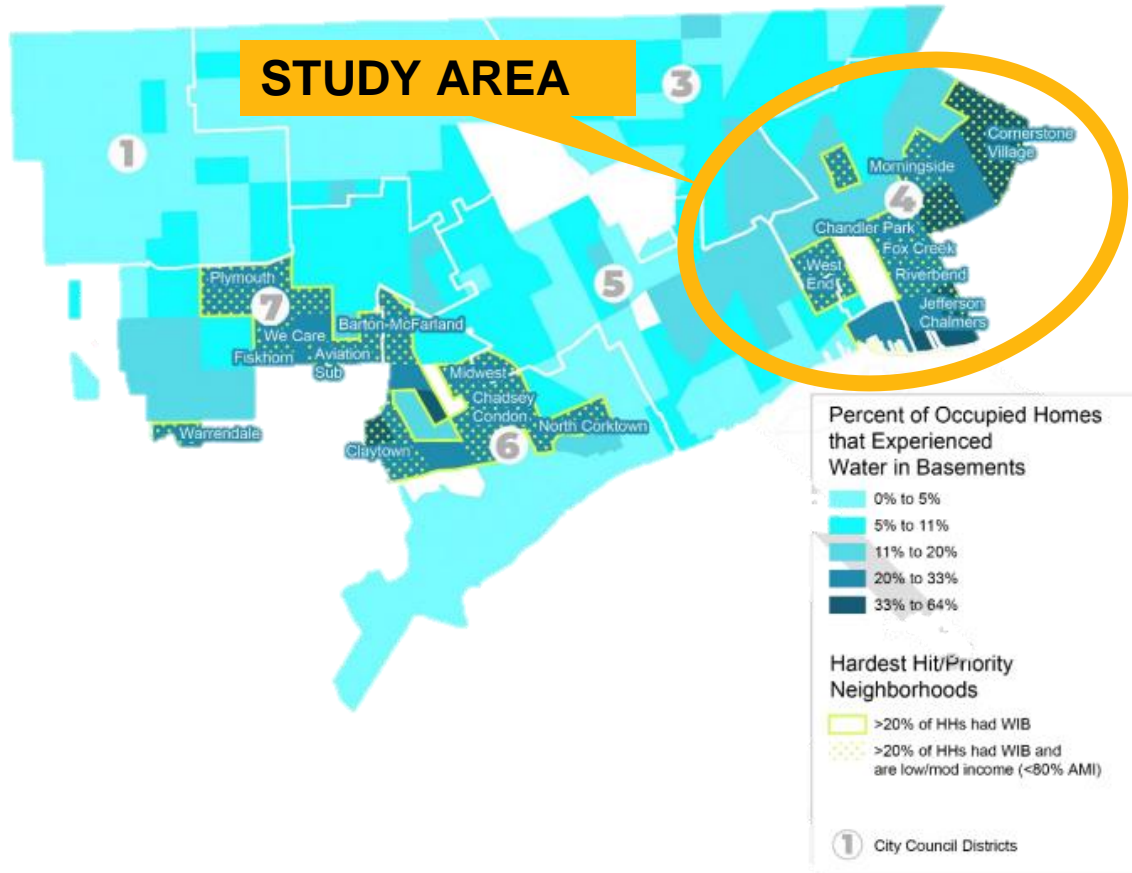 STUDY AREA
3
1
Cornerstone
Village
Morningside
4
Chandler Park
Fox Creek
West
End
Riverbend
Plymouth
5
7
Jefferson
Chalmers
Barton-McFarland
We Care
Fiskhorn
Aviation
Sub
Midwest
Chadsey
Condon
North Corktown
Warrendale
Claytown
6
Percent of Occupied Homes
that Experienced
Water in Basements
0% to 5%
5% to 11%
11% to 20%
20% to 33%
33% to 64%
Hardest Hit/Priority
Neighborhoods
>20% of HHs had WIB
>20% of HHs had WIB and
are low/mod income (<80% AMI)
1 City Council Districts